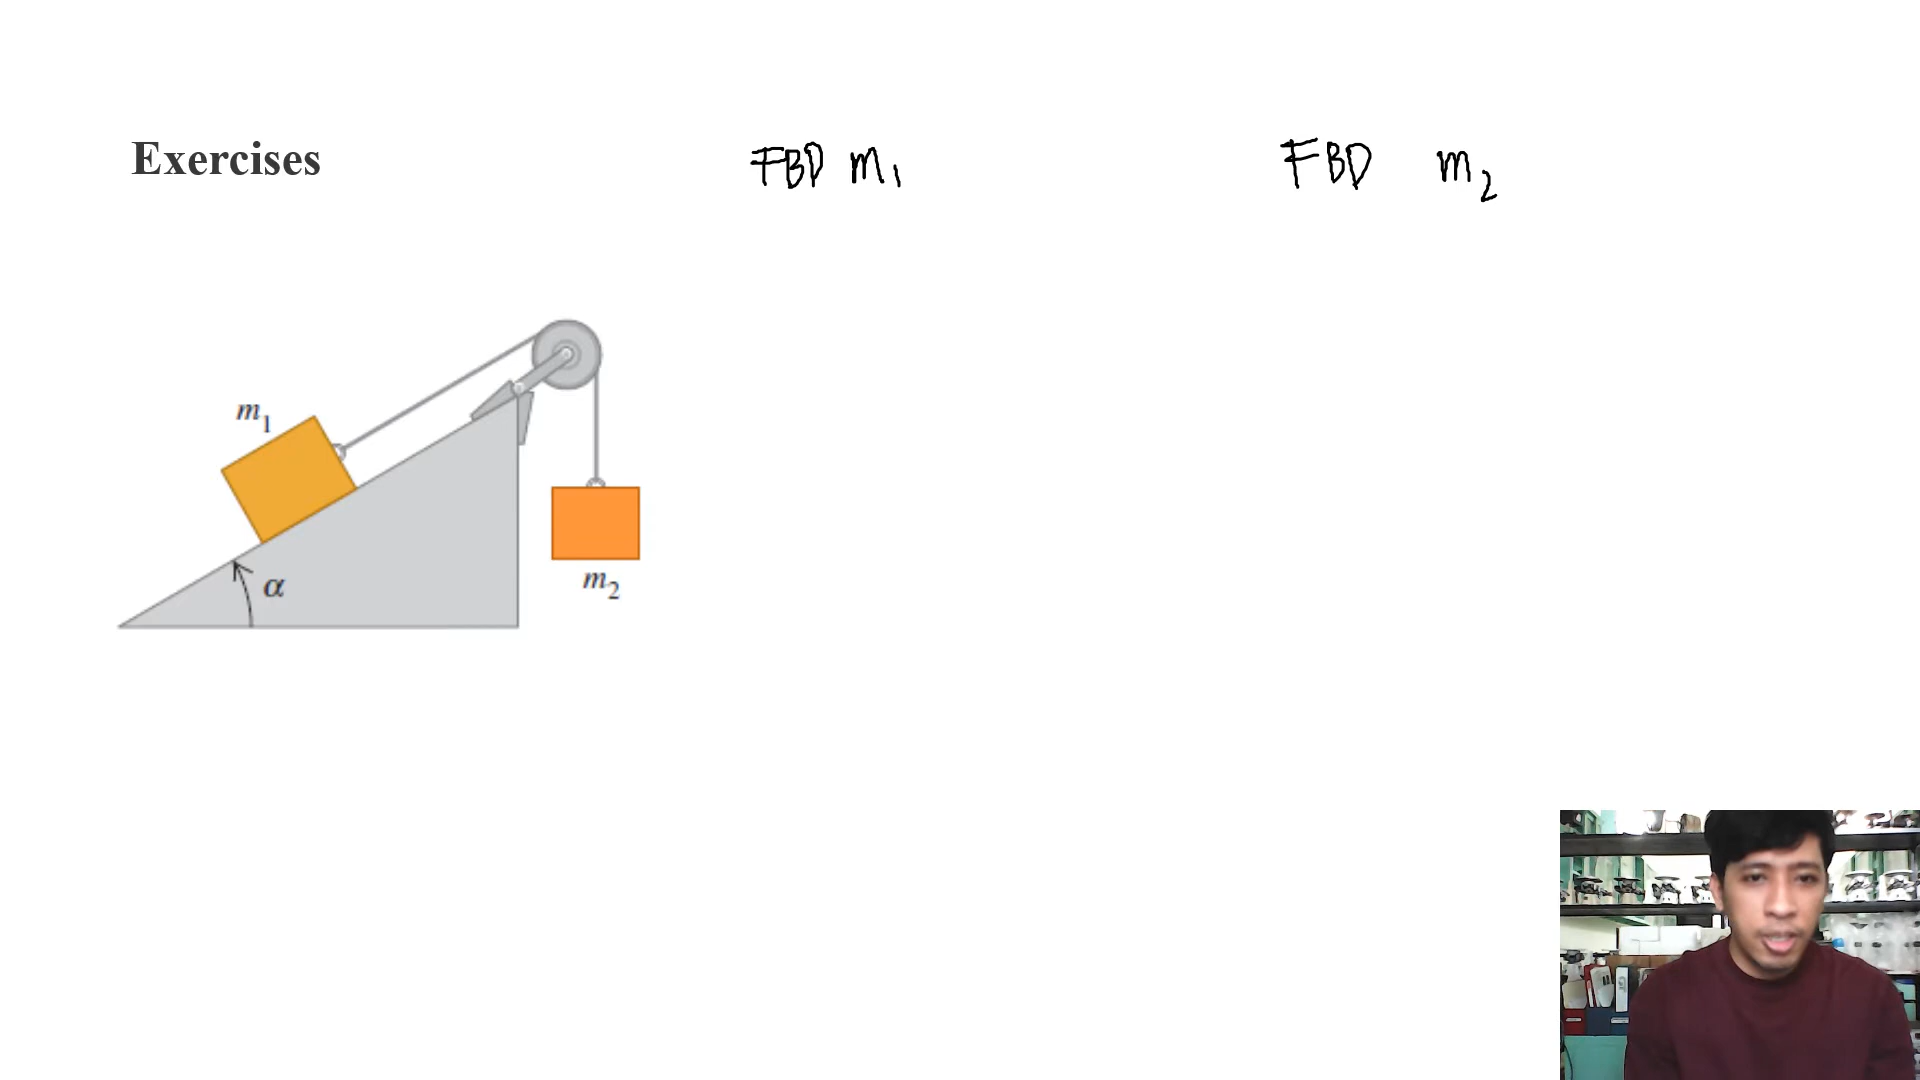 Exercises
FBD m₁
FBD m₂
m₁
m₂
α